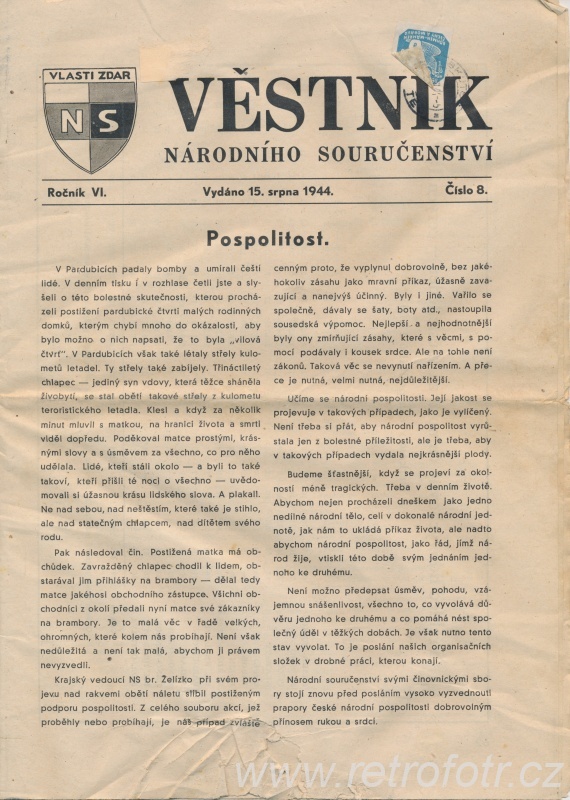 VLASTI ZDAR
NS
VĚSTNÍK
NÁRODNÍHO SOURUČENSTVÍ
Ročník VI.
Vydáno 15. srpna 1944.
Číslo 8.
Pospolitost.
V Pardubicích padaly bomby a umírali čeští
lidé. V denním tisku i v rozhlase četli jste a sly-
šeli o této bolestné skutečnosti, kterou prochá-
zeli postižení pardubické čtvrti malých rodinných
domků, kterým chybí mnoho do okázalosti, aby
bylo možno o nich napsati, že to byla „vilová
čtvrť". V Pardubicích však také létaly střely kulo-
metů letadel. Ty střely také zabíjely. Třináctiletý
chlapec — jediný syn vdovy, která těžce sháněla
živobytí, se stal obětí takové střely z kulometu
teroristického letadla. Klesl a když za několik
minut mluvil s matkou, na hranici života a smrti
viděl dopředu. Poděkoval matce prostými, krás-
nými slovy a s úsměvem za všechno, co pro něho
udělala. Lidé, kteří stáli okolo — a byli to také
takoví, kteří přišli té noci o všechno — uvědo-
movali si úžasnou krásu lidského slova. A plakali.
Ne nad sebou, nad neštěstím, které také je stihlo,
ale nad statečným chlapcem, nad dítětem svého
rodu.
Pak následoval čin. Postižená matka má ob-
chůdek. Zavražděný chlapec chodil k lidem, ob-
starával jim přihlášky na brambory — dělal tedy
matce jakéhosi obchodního zástupce. Všichni ob-
chodníci z okolí předali nyní matce své zákazníky
na brambory. Je to malá věc v řadě velkých,
ohromných, které kolem nás probíhají. Není však
nedůležitá a není tak malá, abychom ji právem
nevyzvedli.
Krajský vedoucí NS br. Želízko při svém pro-
jevu nad rakvemi obětí náletu slíbil postiženým
podporu pospolitosti. Z celého souboru akcí, jež
proběhly nebo probíhají, je náš případ zvláště
cenným proto, že vyplynul dobrovolně, bez jaké-
hokoliv zásahu jako mravní příkaz, úžasně zava-
zující a nanejvýš účinný. Byly i jiné. Vařilo se
společně, dávaly se šaty, boty atd., nastoupila
sousedská výpomoc. Nejlepší a nejhodnotnější
byly ony zmírňující zásahy, které s věcmi, s po-
mocí podávaly i kousek srdce. Ale na tohle není
zákonů. Taková věc se nevynutí nařízením. A pře-
ce je nutná, velmi nutná, nejdůležitější.
Učíme se národní pospolitosti. Její jakost se
projevuje v takových případech, jako je vylíčený.
Není třeba si přát, aby národní pospolitost vyrů-
stala jen z bolestné příležitosti, ale je třeba, aby
v takových případech vydala nejkrásnější plody.
Budeme šťastnější, když se projeví za okol-
ností méně tragických. Třeba v denním životě.
Abychom nejen procházeli dneškem jako jedno
nedílné národní tělo, celí v dokonalé národní jedno-
tě, jak nám to ukládá příkaz života, ale nadto
abychom národní pospolitost, jako řád, jímž ná-
rod žije, vtiskli této době svým jednáním jed-
noho ke druhému.
Není možno předepsat úsměv, pohodu, vzá-
jemnou snášenlivost, všechno to, co vyvolává dů-
věru jednoho ke druhému a co pomáhá nést spo-
lečný úděl v těžkých dobách. Je však nutno tento
stav vyvolat. To je poslání našich organisačních
složek v drobné práci, kterou konají.
Národní souručenství svými činovnickými sbo-
ry stojí znovu před posláním vysoko vyzvednouti
prapory české národní pospolitosti dobrovolným
přínosem rukou a srdcí.
www.retrofotr.cz